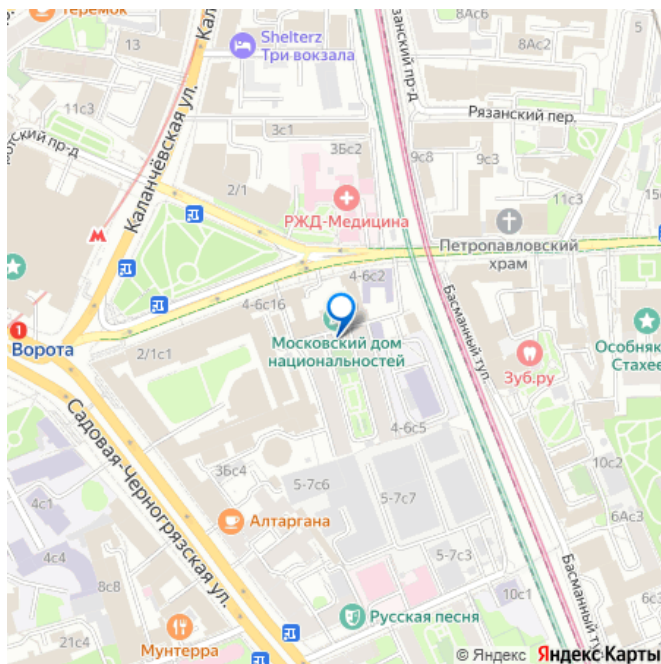 Теремок
13
Shelterz
Три вокзала
8Ас2
5
8Ас6
11с3
3с1
3Бс2
Рязанский пер.
9с8
9с3
Каланчёвская ул.
2/1
РЖД-Медицина
11с3
Петропавловский
храм
4-6с2
4-6с16
Московский дом
национальностей
1
Ворота
2/1с1
Басманный туп.
Зуб.ру
4-6с5
Садовая-Черногрязская ул.
3Бс4
5-7с6
5-7с7
10с2
6Ас3
4с1
Алтаргана
4с4
5-7с3
8с8
10с1
Русская песня
21с4
Мунтерра
© Яндекс Яндекс Карты